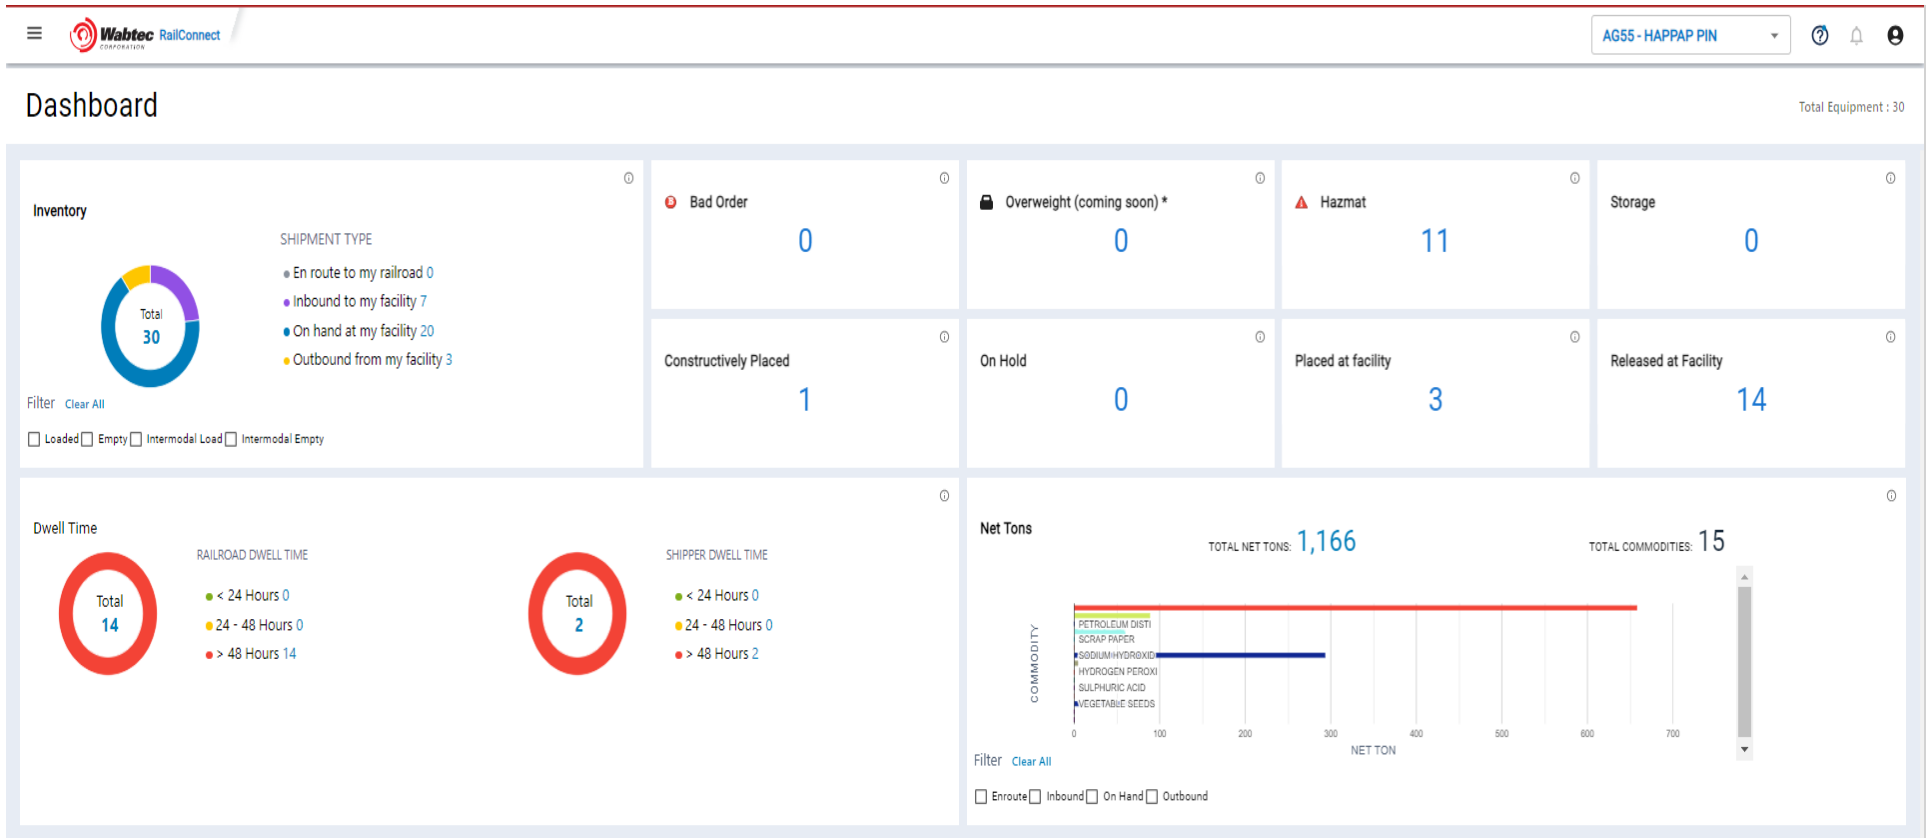 Wabtec RailConnect
CORPORATION
AG55 - HAPPAP PIN
Dashboard
Total Equipment : 30
Inventory
Total
30
SHIPMENT TYPE
En route to my railroad 0
Inbound to my facility 7
On hand at my facility 20
Outbound from my facility 3
Filter Clear All
Loaded Empty Intermodal Load Intermodal Empty
Bad Order
0
Overweight (coming soon) *
0
Hazmat
11
Storage
0
Constructively Placed
1
On Hold
0
Placed at facility
3
Released at Facility
14
Dwell Time
Total
14
RAILROAD DWELL TIME
< 24 Hours 0
24 - 48 Hours 0
> 48 Hours 14
Total
2
SHIPPER DWELL TIME
< 24 Hours 0
24 - 48 Hours 0
> 48 Hours 2
Net Tons
TOTAL NET TONS: 1,166
TOTAL COMMODITIES: 15
COMMODITY
PETROLEUM DISTI
SCRAP PAPER
SODIUM HYDROXID
HYDROGEN PEROXI
SULPHURIC ACID
VEGETABLE SEEDS
0 100 200 300 400 500 600 700
NET TON
Filter Clear All
Enroute Inbound On Hand Outbound